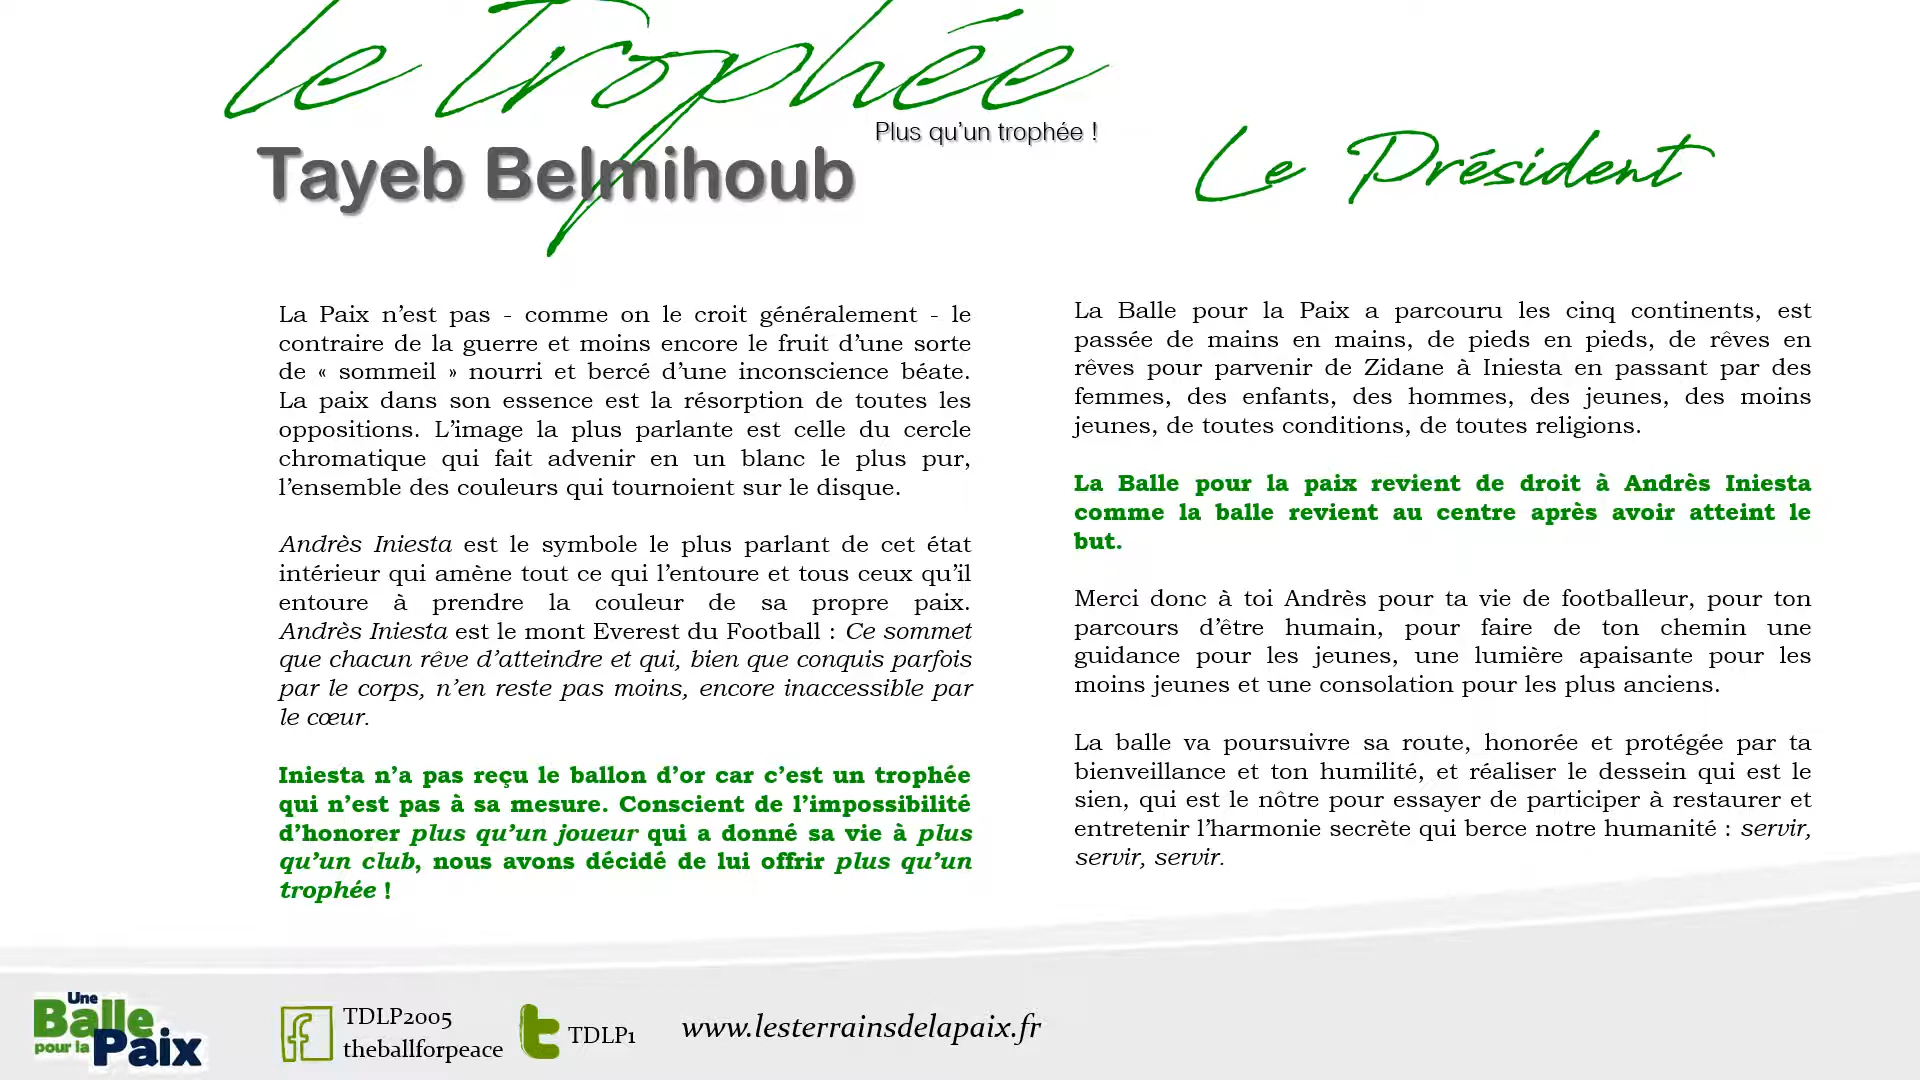 Le Trophée
Plus qu’un trophée !
Tayeb Belmihoub
Le Président
La Paix n’est pas - comme on le croit généralement - le
contraire de la guerre et moins encore le fruit d’une sorte
de « sommeil » nourri et bercé d’une inconscience béate.
La paix dans son essence est la résorption de toutes les
oppositions. L’image la plus parlante est celle du cercle
chromatique qui fait advenir en un blanc le plus pur,
l’ensemble des couleurs qui tournoient sur le disque.
Andrès Iniesta est le symbole le plus parlant de cet état
intérieur qui amène tout ce qui l’entoure et tous ceux qu’il
entoure à prendre la couleur de sa propre paix.
Andrès Iniesta est le mont Everest du Football : Ce sommet
que chacun rêve d’atteindre et qui, bien que conquis parfois
par le corps, n’en reste pas moins, encore inaccessible par
le cœur.
Iniesta n’a pas reçu le ballon d’or car c’est un trophée
qui n’est pas à sa mesure. Conscient de l’impossibilité
d’honorer plus qu’un joueur qui a donné sa vie à plus
qu’un club, nous avons décidé de lui offrir plus qu’un
trophée !
La Balle pour la Paix a parcouru les cinq continents, est
passée de mains en mains, de pieds en pieds, de rêves en
rêves pour parvenir de Zidane à Iniesta en passant par des
femmes, des enfants, des hommes, des jeunes, des moins
jeunes, de toutes conditions, de toutes religions.
La Balle pour la paix revient de droit à Andrès Iniesta
comme la balle revient au centre après avoir atteint le
but.
Merci donc à toi Andrès pour ta vie de footballeur, pour ton
parcours d’être humain, pour faire de ton chemin une
guidance pour les jeunes, une lumière apaisante pour les
moins jeunes et une consolation pour les plus anciens.
La balle va poursuivre sa route, honorée et protégée par ta
bienveillance et ton humilité, et réaliser le dessein qui est le
sien, qui est le nôtre pour essayer de participer à restaurer et
entretenir l’harmonie secrète qui berce notre humanité : servir,
servir, servir.
Une
Balle
pour la Paix
TDLP2005
theballforpeace
TDLP1
www.lesterrainsdelapaix.fr